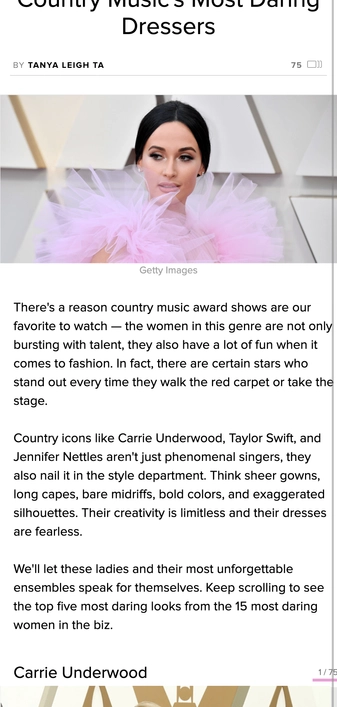 Country Music's Most Daring
Dressers
BY TANYA LEIGH TA
75
Getty Images
There's a reason country music award shows are our
favorite to watch — the women in this genre are not only
bursting with talent, they also have a lot of fun when it
comes to fashion. In fact, there are certain stars who
stand out every time they walk the red carpet or take the
stage.
Country icons like Carrie Underwood, Taylor Swift, and
Jennifer Nettles aren't just phenomenal singers, they
also nail it in the style department. Think sheer gowns,
long capes, bare midriffs, bold colors, and exaggerated
silhouettes. Their creativity is limitless and their dresses
are fearless.
We'll let these ladies and their most unforgettable
ensembles speak for themselves. Keep scrolling to see
the top five most daring looks from the 15 most daring
women in the biz.
Carrie Underwood
1/75